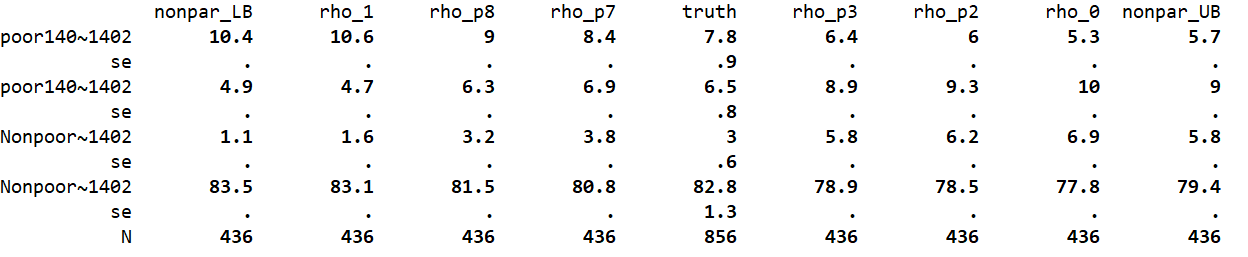 nonpar_LB rho_1 rho_p8 rho_p7 truth rho_p3 rho_p2 rho_0 nonpar_UB
poor140~1402 10.4 10.6 9 8.4 7.8 6.4 6 5.3 5.7
se . . . . .9 . . . .
poor140~1402 4.9 4.7 6.3 6.9 6.5 8.9 9.3 10 9
se . . . . .8 . . . .
Nonpoor~1402 1.1 1.6 3.2 3.8 3 5.8 6.2 6.9 5.8
se . . . . .6 . . . .
Nonpoor~1402 83.5 83.1 81.5 80.8 82.8 78.9 78.5 77.8 79.4
se . . . . 1.3 . . . .
N 436 436 436 436 856 436 436 436 436